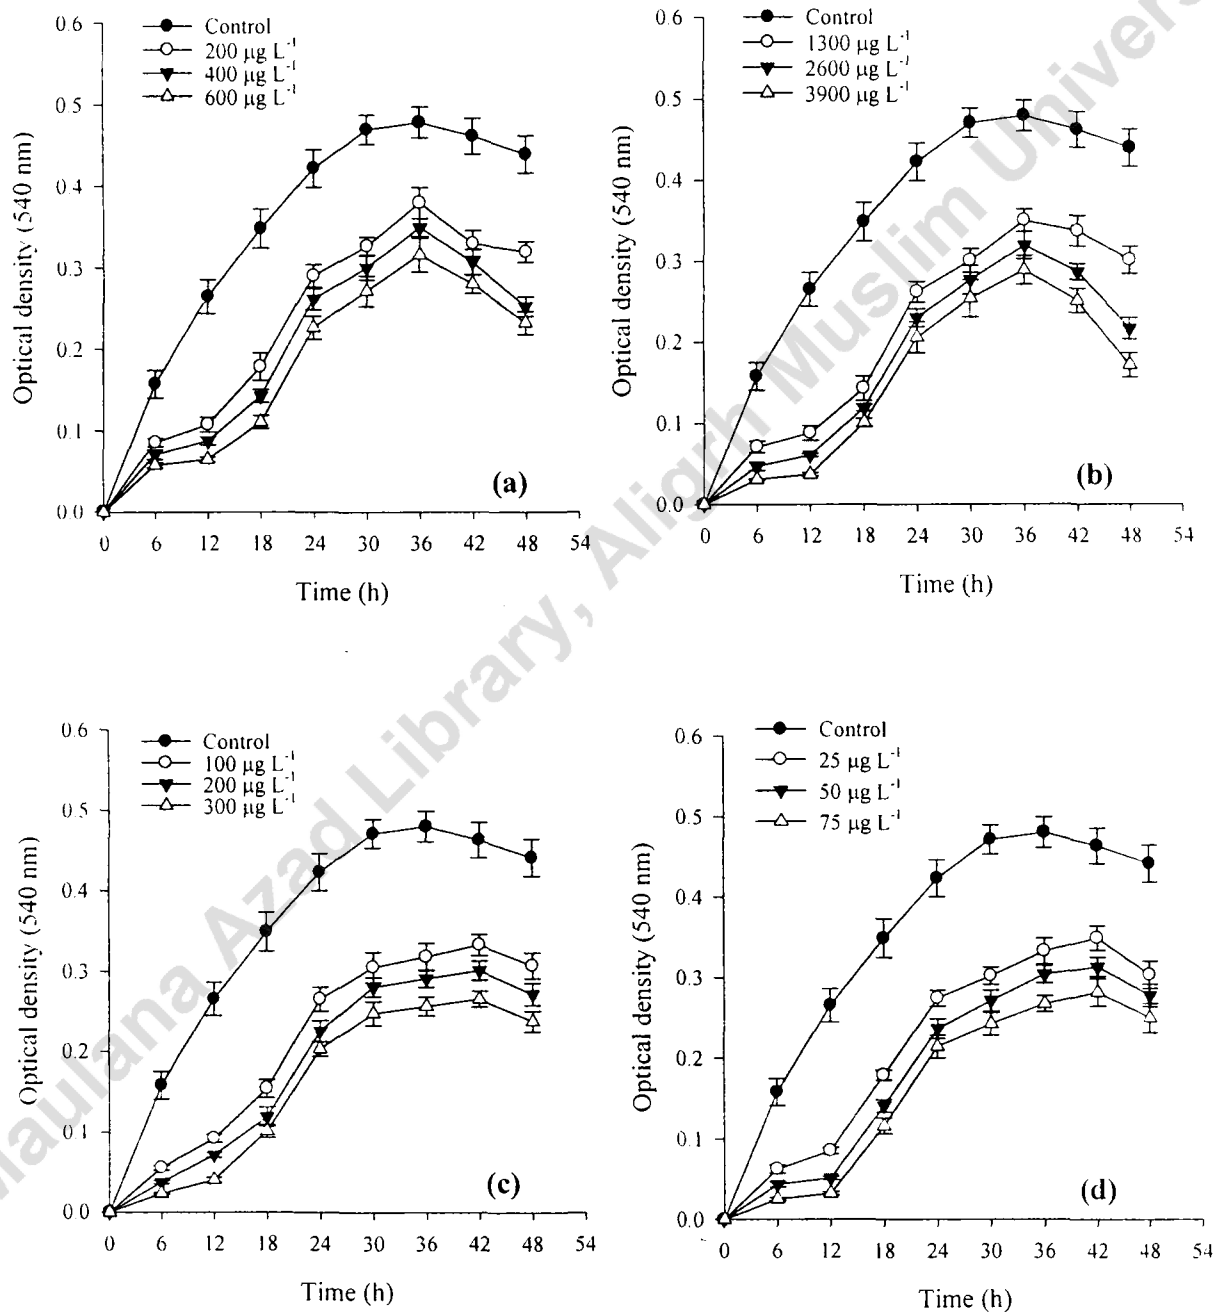 Control
200 µg L⁻¹
400 µg L⁻¹
600 µg L⁻¹
0.6
0.5
0.4
0.3
0.2
0.1
0.0
Optical density (540 nm)
(a)
0 6 12 18 24 30 36 42 48 54
Time (h)
Control
1300 µg L⁻¹
2600 µg L⁻¹
3900 µg L⁻¹
0.6
0.5
0.4
0.3
0.2
0.1
0.0
Optical density (540 nm)
(b)
0 6 12 18 24 30 36 42 48 54
Time (h)
Control
100 µg L⁻¹
200 µg L⁻¹
300 µg L⁻¹
0.6
0.5
0.4
0.3
0.2
0.1
0.0
Optical density (540 nm)
(c)
0 6 12 18 24 30 36 42 48 54
Time (h)
Control
25 µg L⁻¹
50 µg L⁻¹
75 µg L⁻¹
0.6
0.5
0.4
0.3
0.2
0.1
0.0
Optical density (540 nm)
(d)
0 6 12 18 24 30 36 42 48 54
Time (h)
Maulana Azad Library, Aligrh Muslim Univers